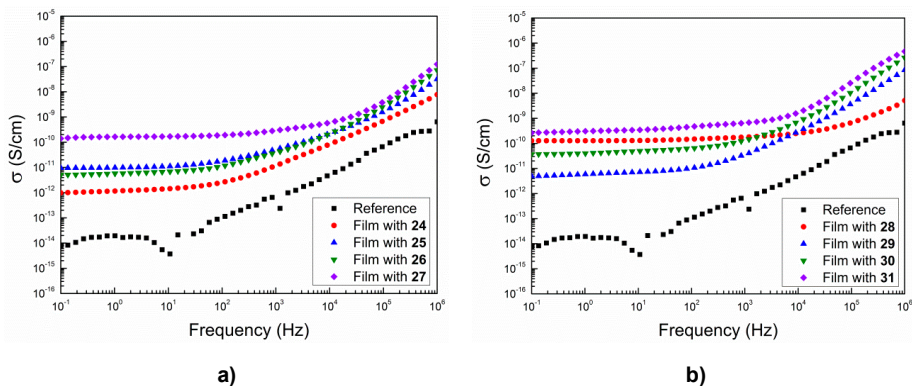 10⁻⁵
10⁻⁶
10⁻⁷
10⁻⁸
10⁻⁹
10⁻¹⁰
10⁻¹¹
10⁻¹²
10⁻¹³
10⁻¹⁴
10⁻¹⁵
10⁻¹⁶
σ (S/cm)
Reference
Film with 24
Film with 25
Film with 26
Film with 27
10⁻¹ 10⁰ 10¹ 10² 10³ 10⁴ 10⁵ 10⁶
Frequency (Hz)
a)
10⁻⁵
10⁻⁶
10⁻⁷
10⁻⁸
10⁻⁹
10⁻¹⁰
10⁻¹¹
10⁻¹²
10⁻¹³
10⁻¹⁴
10⁻¹⁵
10⁻¹⁶
σ (S/cm)
Reference
Film with 28
Film with 29
Film with 30
Film with 31
10⁻¹ 10⁰ 10¹ 10² 10³ 10⁴ 10⁵ 10⁶
Frequency (Hz)
b)